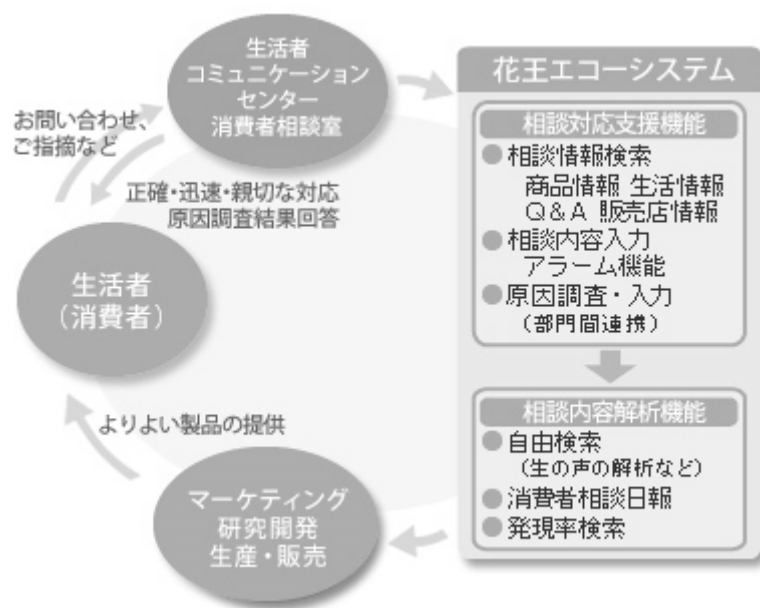 生活者
コミュニケーション
センター
消費者相談室
お問い合わせ、
ご指摘など
正確・迅速・親切な対応
原因調査結果回答
生活者
（消費者）
よりよい製品の提供
マーケティング
研究開発
生産・販売
花王エコーシステム
相談対応支援機能
●相談情報検索
商品情報 生活情報
Q＆A 販売店情報
●相談内容入力
アラーム機能
●原因調査・入力
（部門間連携）
相談内容解析機能
●自由検索
（生の声の解析など）
●消費者相談日報
●発現率検索